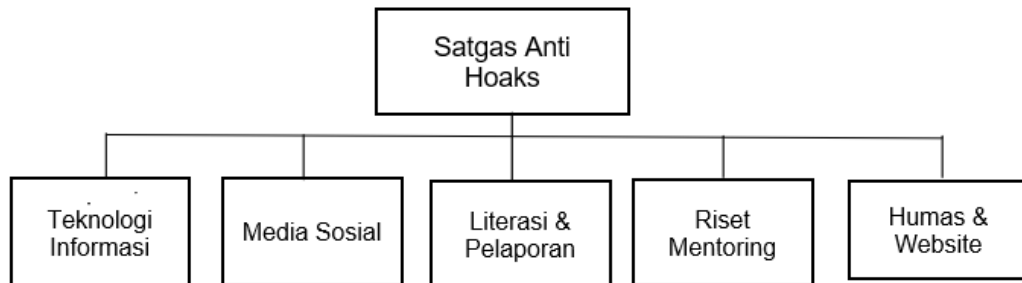 Satgas Anti
Hoaks
Teknologi
Informasi
Media Sosial
Literasi &
Pelaporan
Riset
Mentoring
Humas &
Website